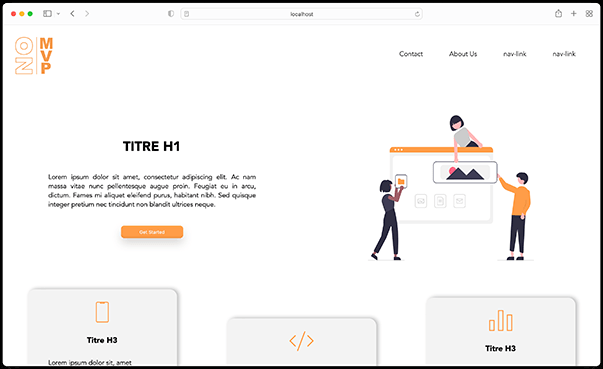 localhost
NO
MVP
Contact About Us nav-link nav-link
TITRE H1
Lorem ipsum dolor sit amet, consectetur adipiscing elit. Ac nam
massa vitae nunc pellentesque augue proin. Feugiat eu in arcu,
dictum. Fames mi aliquet eleifend purus, habitant nibh. Sed quisque
integer pretium nec tincidunt non blandit ultrices neque.
Get Started
</>
Titre H3
Titre H3
Lorem ipsum dolor sit, amet